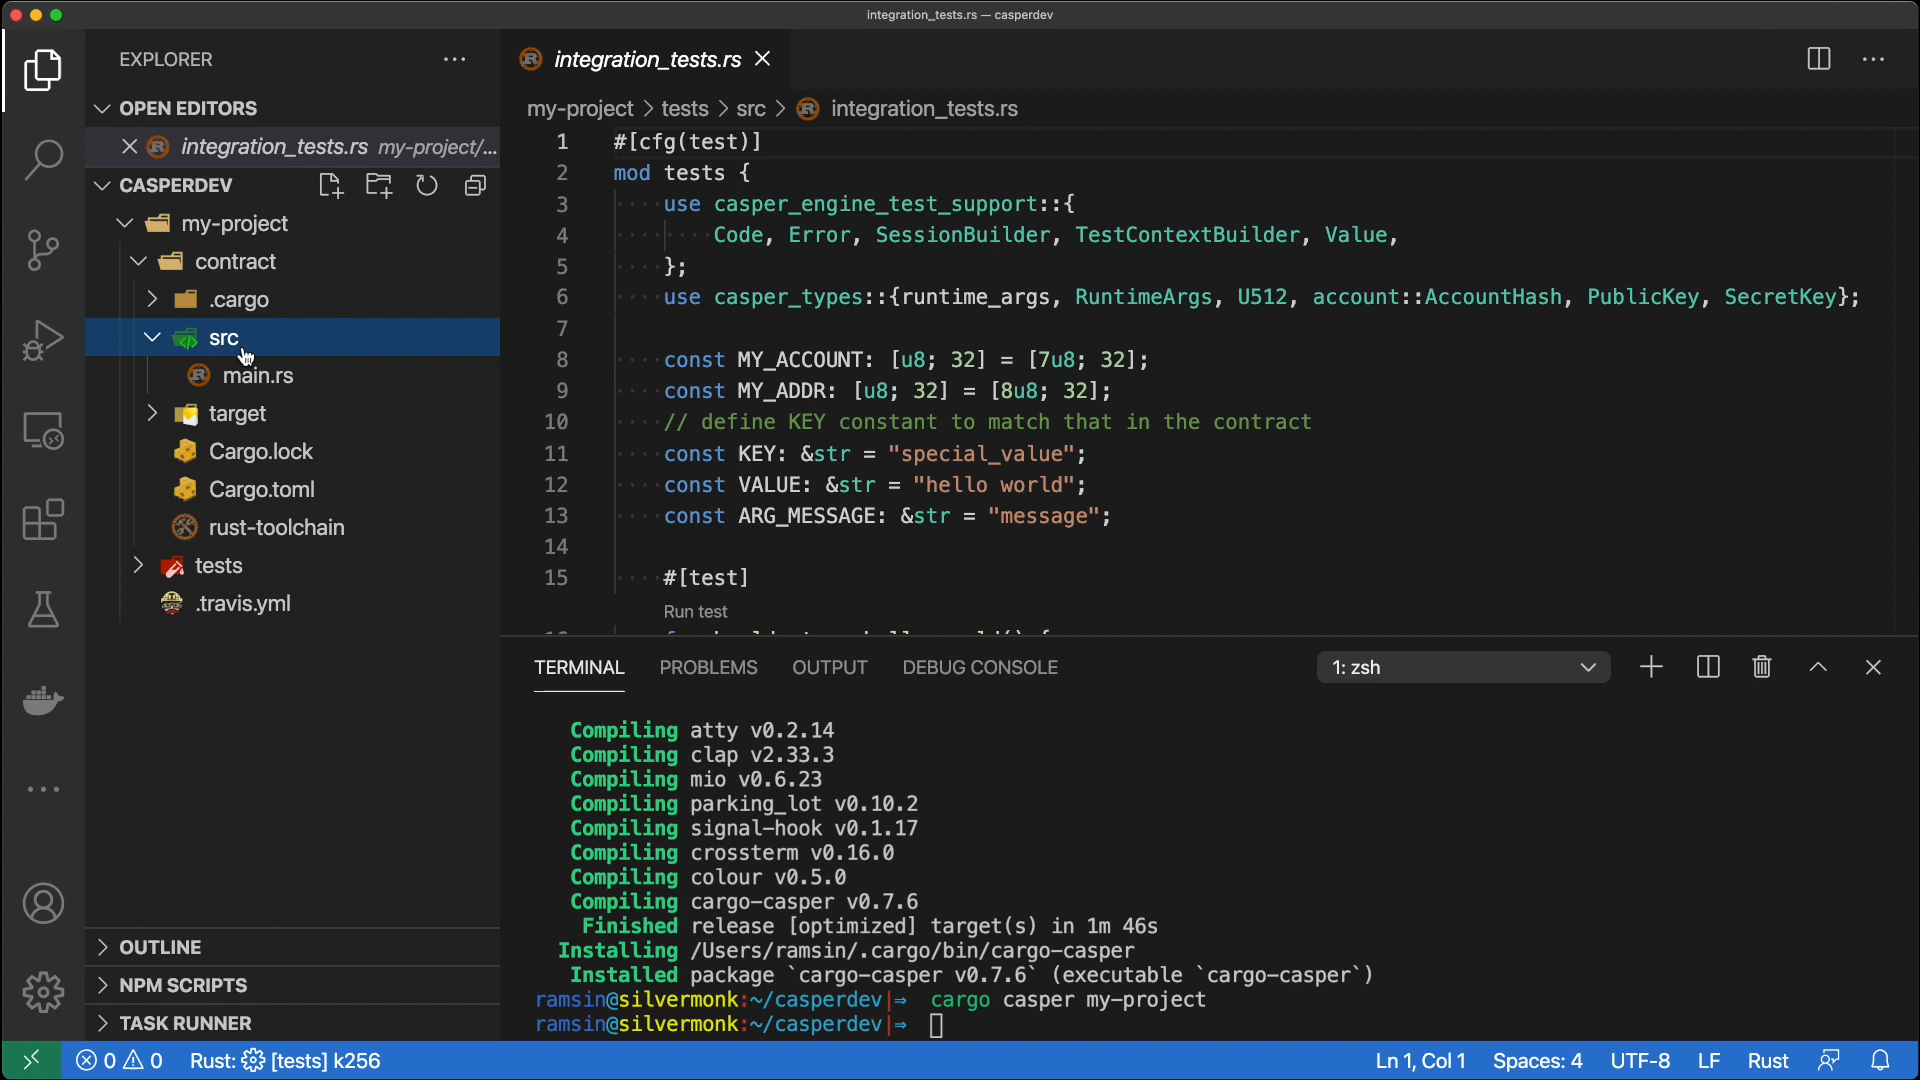 integration_tests.rs — casperdev
EXPLORER
OPEN EDITORS
integration_tests.rs my-project/...
CASPERDEV
my-project
contract
.cargo
src
main.rs
target
Cargo.lock
Cargo.toml
rust-toolchain
tests
.travis.yml
OUTLINE
NPM SCRIPTS
TASK RUNNER
integration_tests.rs
my-project > tests > src > integration_tests.rs
1 #[cfg(test)]
2 mod tests {
3 use casper_engine_test_support::{
4 Code, Error, SessionBuilder, TestContextBuilder, Value,
5 };
6 use casper_types::{runtime_args, RuntimeArgs, U512, account::AccountHash, PublicKey, SecretKey};
7
8 const MY_ACCOUNT: [u8; 32] = [7u8; 32];
9 const MY_ADDR: [u8; 32] = [8u8; 32];
10 // define KEY constant to match that in the contract
11 const KEY: &str = "special_value";
12 const VALUE: &str = "hello world";
13 const ARG_MESSAGE: &str = "message";
14
15 #[test]
Run test
TERMINAL PROBLEMS OUTPUT DEBUG CONSOLE 1: zsh
Compiling atty v0.2.14
Compiling clap v2.33.3
Compiling mio v0.6.23
Compiling parking_lot v0.10.2
Compiling signal-hook v0.1.17
Compiling crossterm v0.16.0
Compiling colour v0.5.0
Compiling cargo-casper v0.7.6
Finished release [optimized] target(s) in 1m 46s
Installing /Users/ramsin/.cargo/bin/cargo-casper
Installed package `cargo-casper v0.7.6` (executable `cargo-casper`)
ramsin@silvermonk:~/casperdev|⇒ cargo casper my-project
ramsin@silvermonk:~/casperdev|⇒
0 0 Rust: [tests] k256 Ln 1, Col 1 Spaces: 4 UTF-8 LF Rust